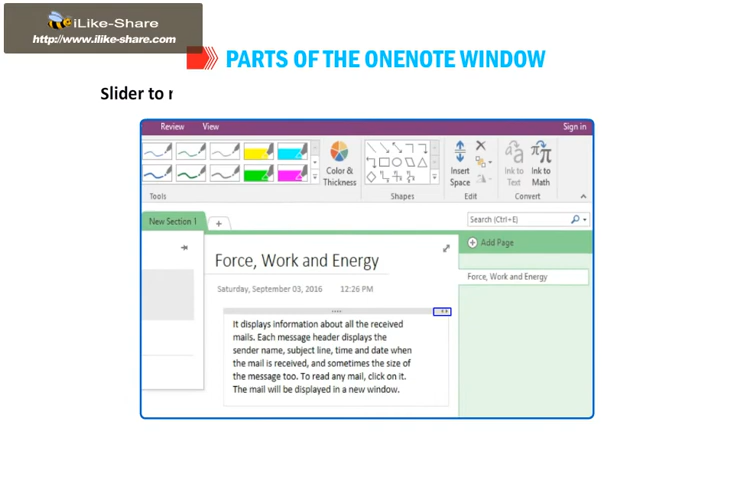 iLike-Share
http://www.ilike-share.com
PARTS OF THE ONENOTE WINDOW
Slider to
Review View Sign in
Color & Thickness
Insert Space
Ink to Text
Ink to Math
Tools Shapes Edit Convert
New Section 1 +
Search (Ctrl+E)
Add Page
Force, Work and Energy
Force, Work and Energy
Saturday, September 03, 2016 12:26 PM
It displays information about all the received
mails. Each message header displays the
sender name, subject line, time and date when
the mail is received, and sometimes the size of
the message too. To read any mail, click on it.
The mail will be displayed in a new window.